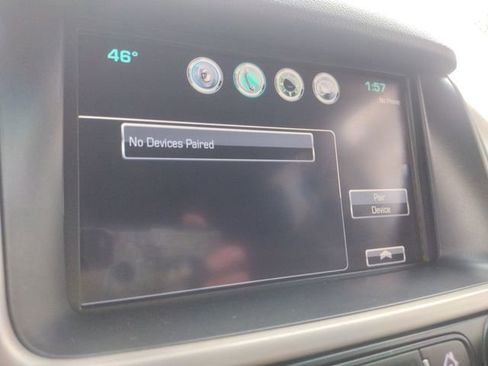 46°
1:57
No Phone
No Devices Paired
Pair
Device